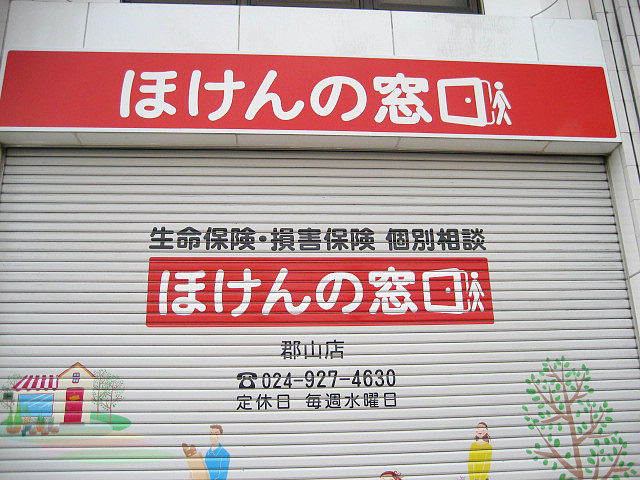 ほけんの窓口
生命保険・損害保険 個別相談
ほけんの窓口
郡山店
☎024-927-4630
定休日 毎週水曜日